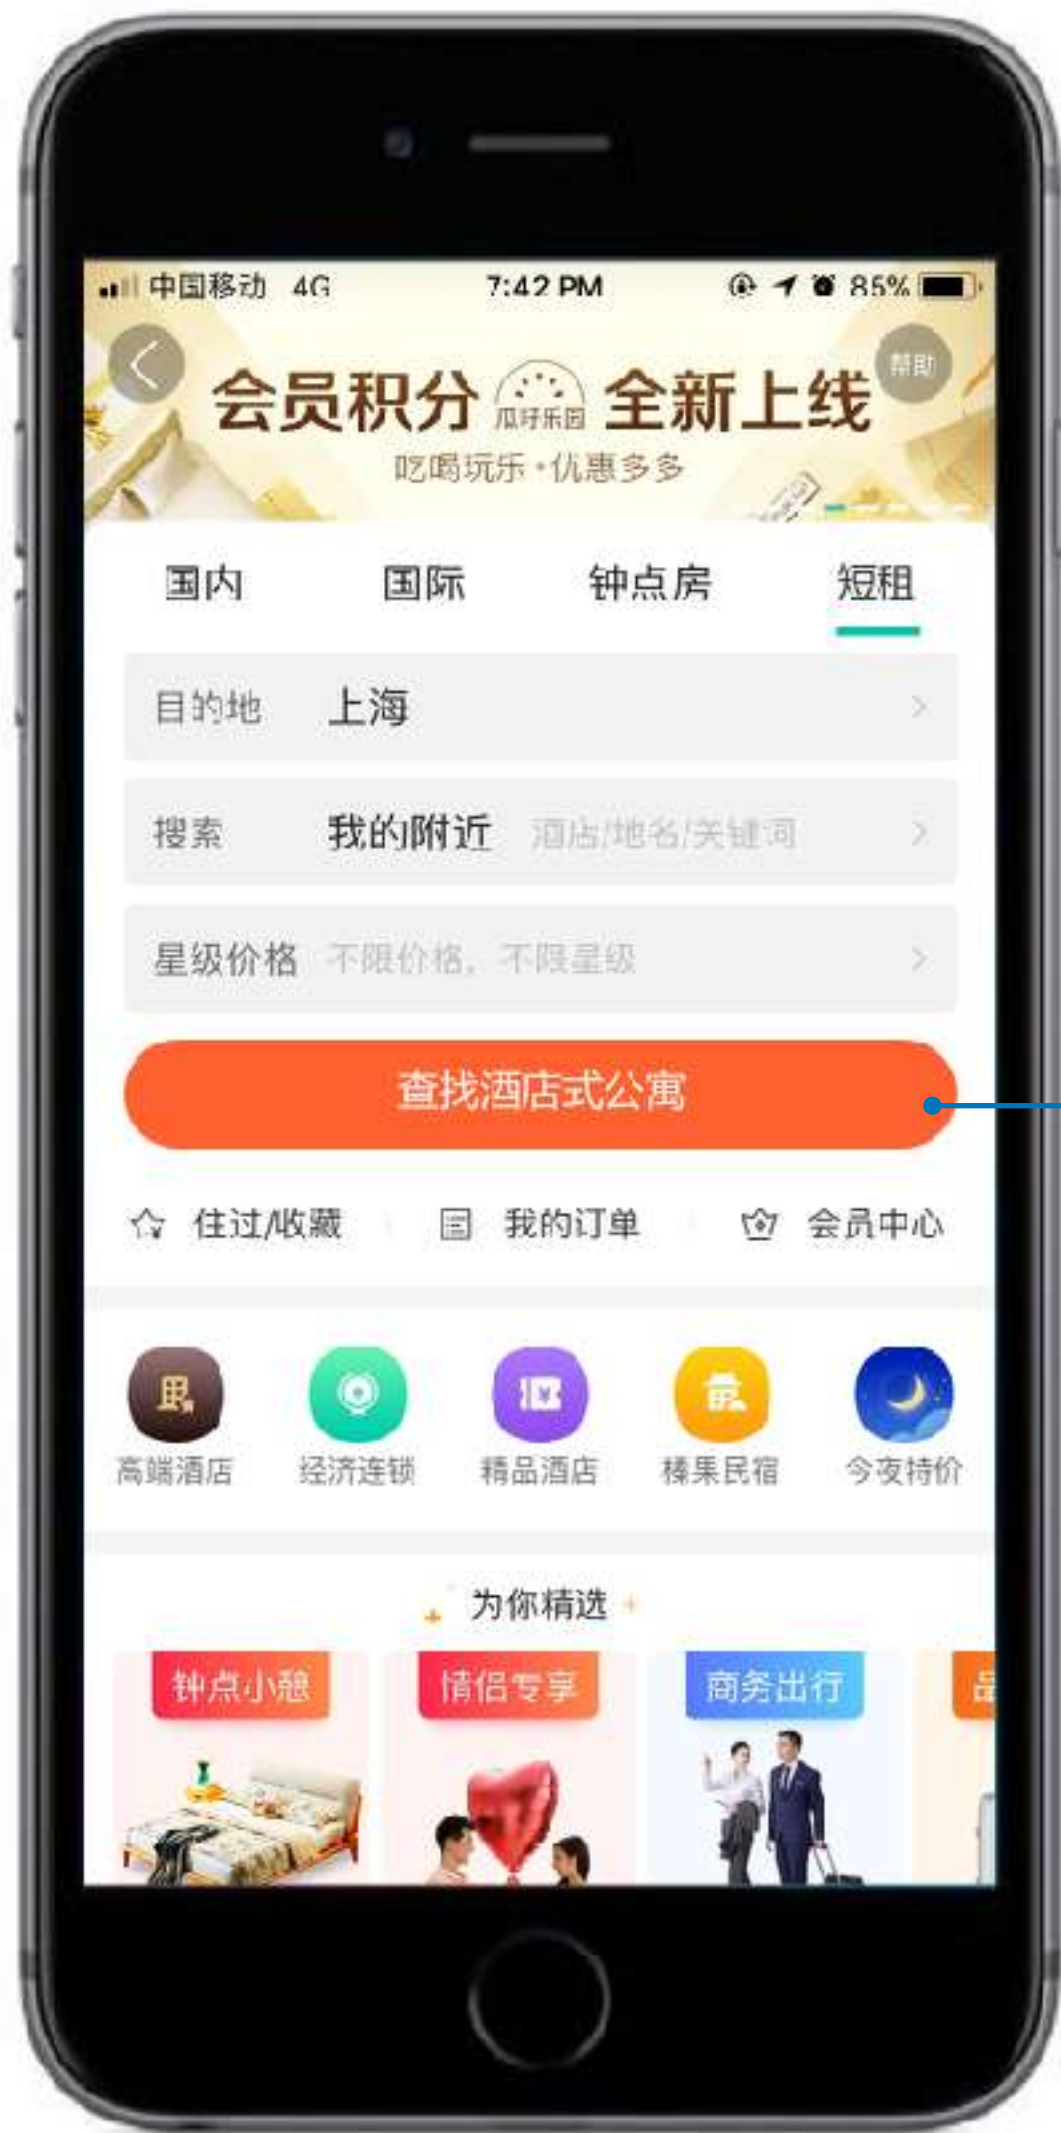 中国移动 4G 7:42 PM 85%
帮助
会员积分 瓜籽乐园 全新上线
吃喝玩乐·优惠多多
国内 国际 钟点房 短租
目的地 上海
搜索 我的附近 酒店/地名/关键词
星级价格 不限价格，不限星级
查找酒店式公寓
住过/收藏 我的订单 会员中心
高端酒店 经济连锁 精品酒店 榛果民宿 今夜特价
为你精选
钟点小憩 情侣专享 商务出行 品